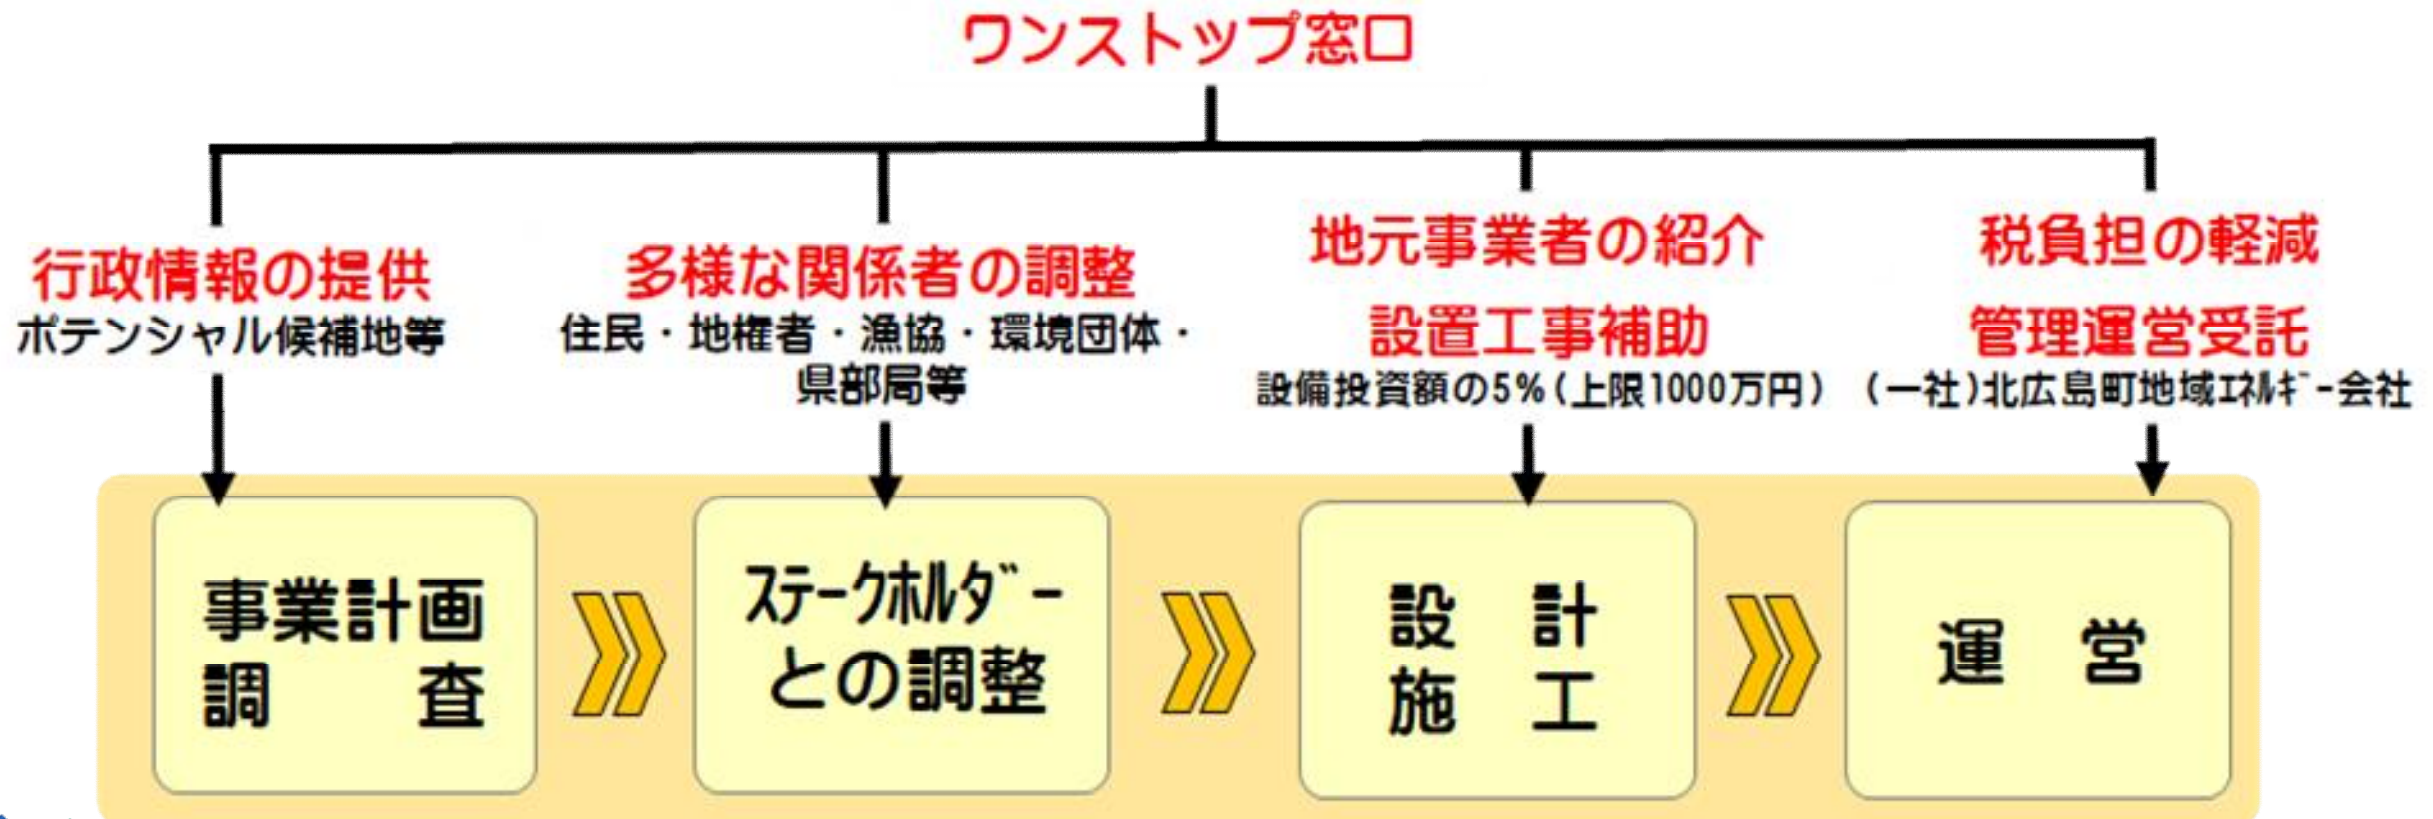 ワンストップ窓口
行政情報の提供
ポテンシャル候補地等
多様な関係者の調整
住民・地権者・漁協・環境団体・
県部局等
地元事業者の紹介
設置工事補助
設備投資額の5%(上限1000万円)
税負担の軽減
管理運営受託
(一社)北広島町地域ｴﾈﾙｷﾞｰ会社
事業計画
調　　査
ｽﾃｰｸﾎﾙﾀﾞｰ
との調整
設　計
施　工
運　営